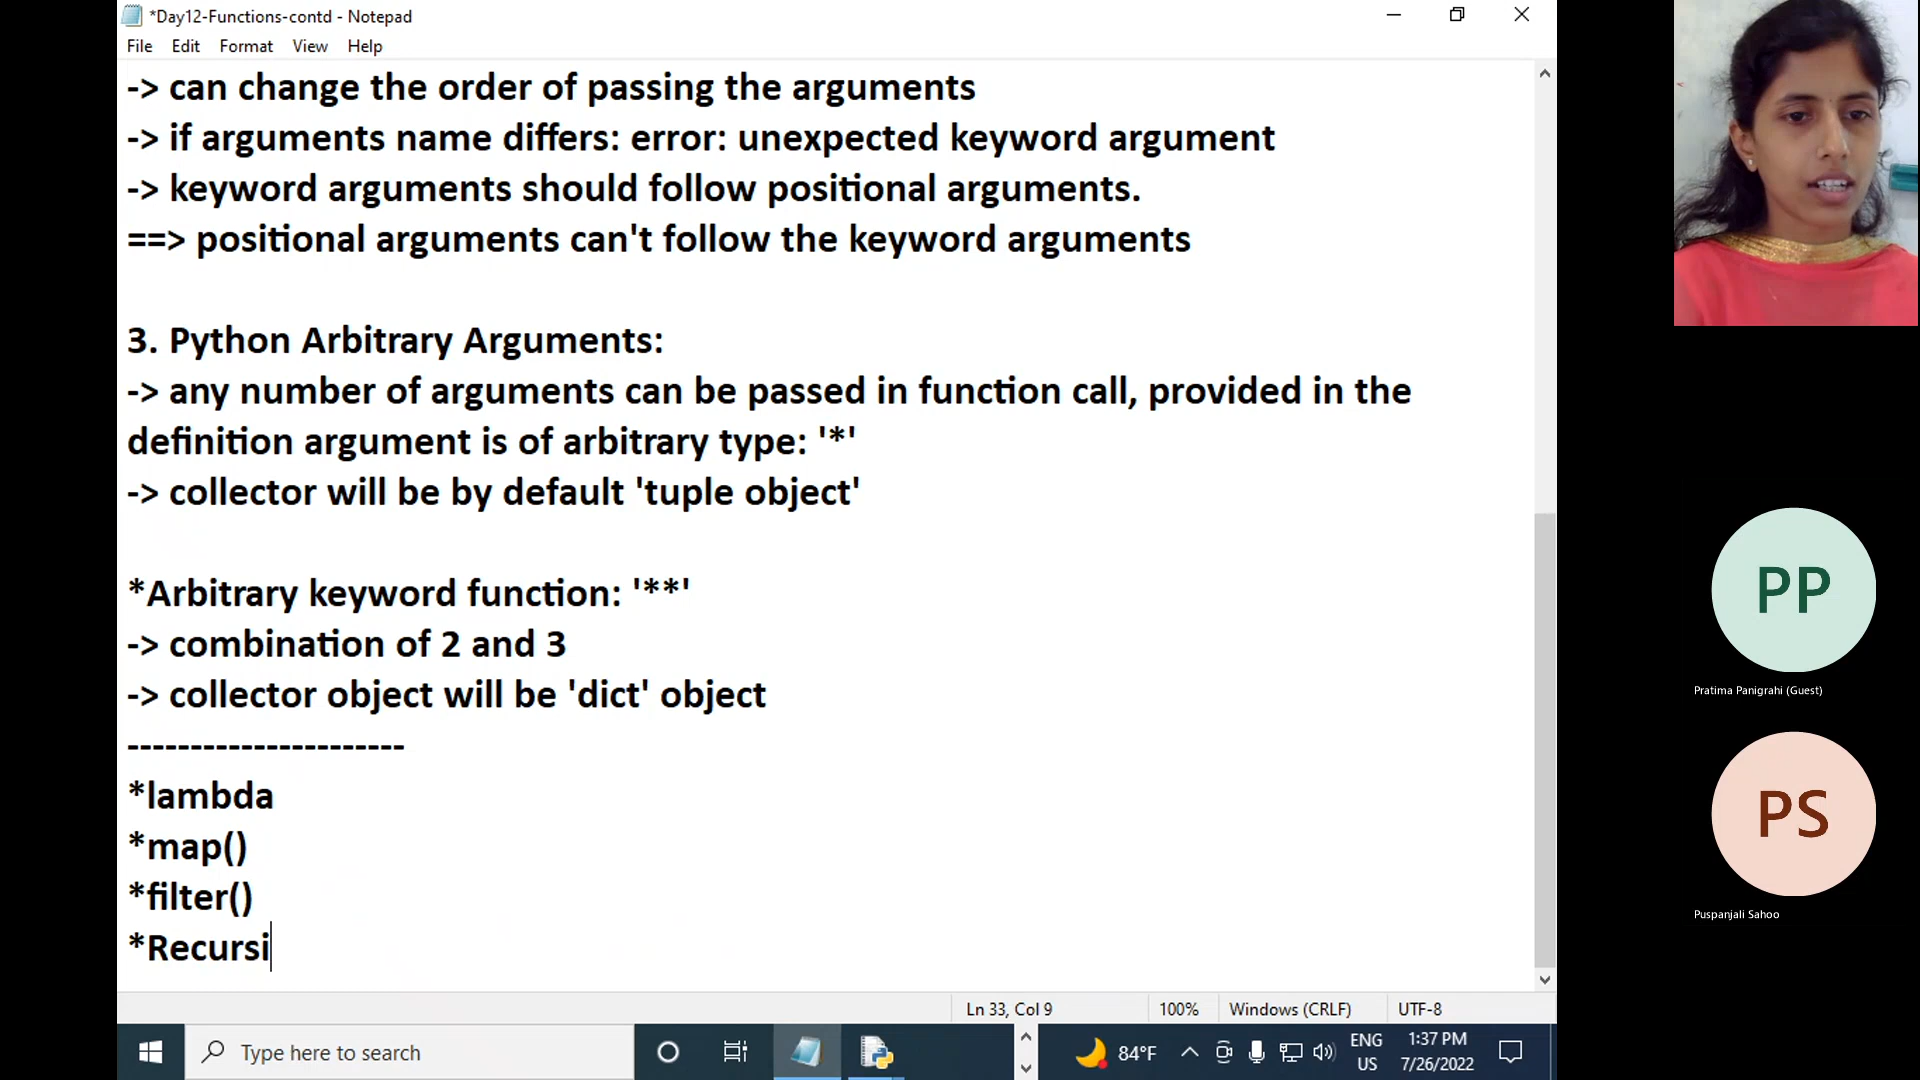 *Day12-Functions-contd - Notepad
File Edit Format View Help
-> can change the order of passing the arguments
-> if arguments name differs: error: unexpected keyword argument
-> keyword arguments should follow positional arguments.
==> positional arguments can't follow the keyword arguments
3. Python Arbitrary Arguments:
-> any number of arguments can be passed in function call, provided in the
definition argument is of arbitrary type: '*'
-> collector will be by default 'tuple object'
*Arbitrary keyword function: '**'
-> combination of 2 and 3
-> collector object will be 'dict' object
----------------------
*lambda
*map()
*filter()
*Recursi
Ln 33, Col 9 100% Windows (CRLF) UTF-8
Type here to search
84°F
ENG
US
1:37 PM
7/26/2022
PP
Pratima Panigrahi (Guest)
PS
Puspanjali Sahoo